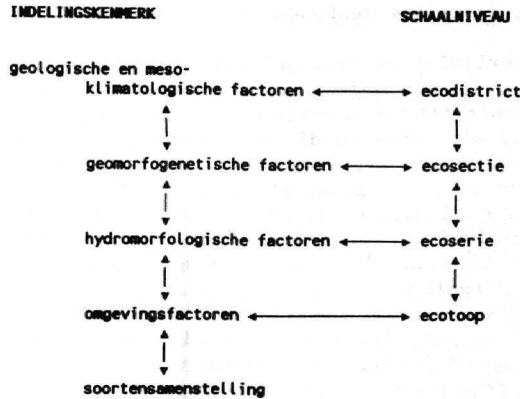 INDELINGSKENMERK SCHAALNIVEAU
geologische en meso-
klimatologische factoren ecodistrict
geomorfogenetische factoren ecosectie
hydromorfologische factoren ecoserie
omgevingsfactoren ecotoop
soortensamenstelling